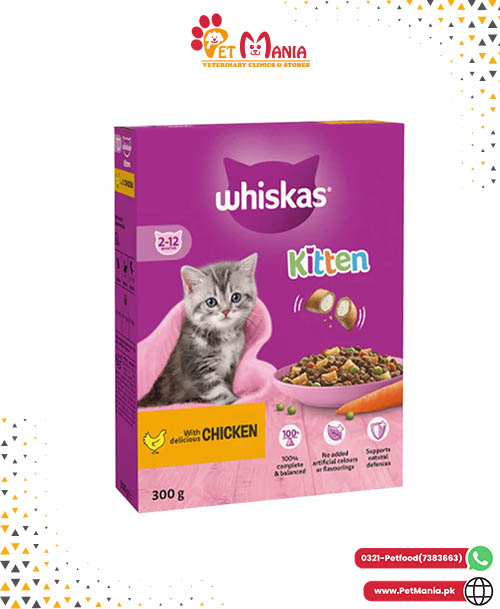 PET MANIA
VETERINARY CLINICS & STORES
whiskas®
2-12
MONTHS
Kitten
With
delicious CHICKEN
100%
100%
complete
& balanced
No added
artificial colours
or flavourings
Supports
natural
defences
300 g
0321-Petfood(7383663)
www.PetMania.pk